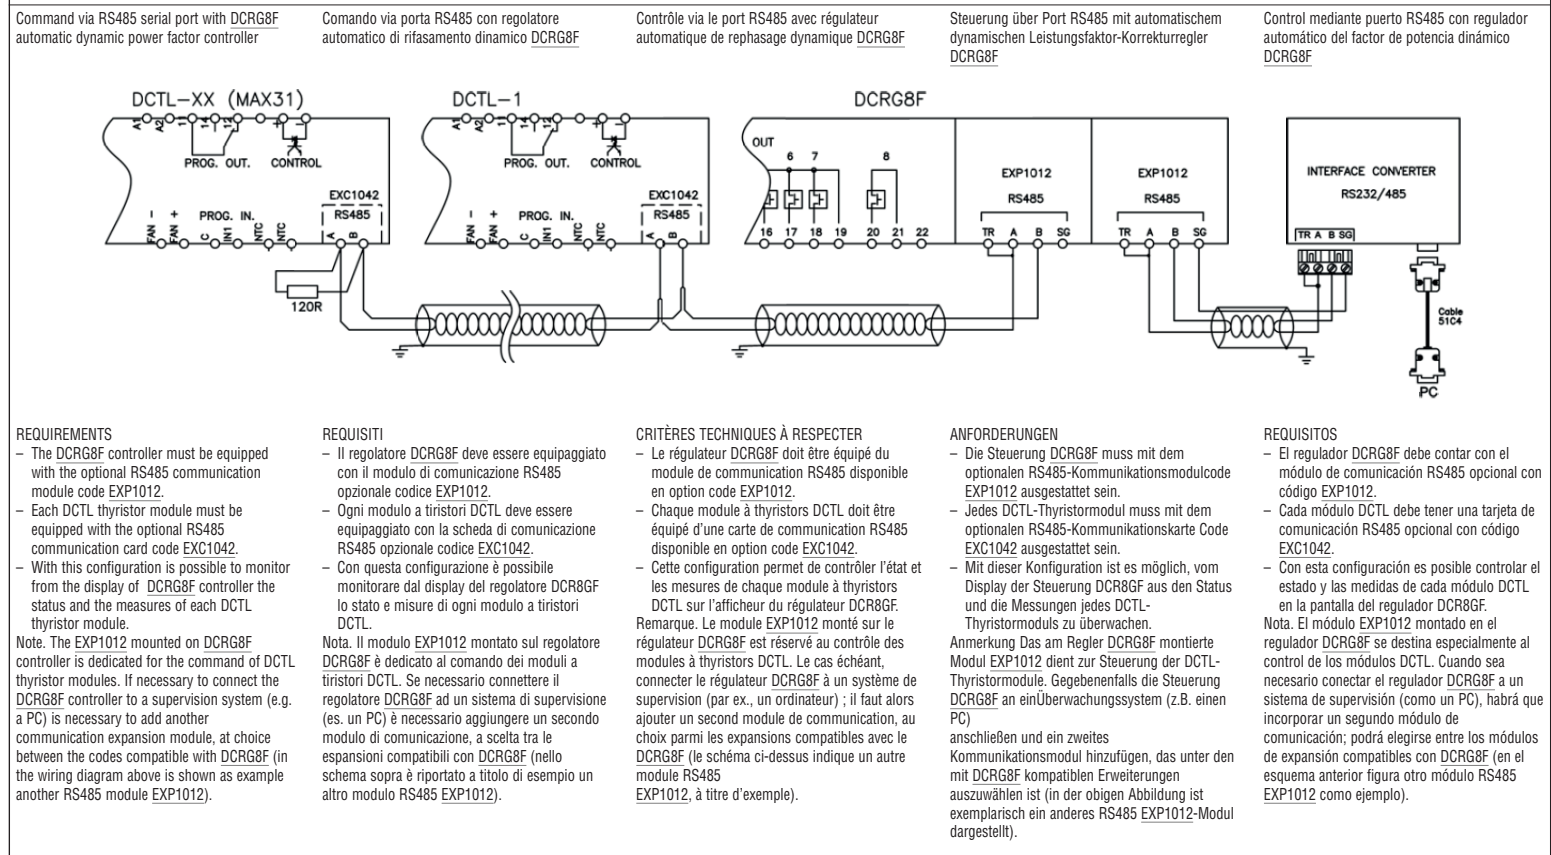 Command via RS485 serial port with DCRG8F
automatic dynamic power factor controller
Comando via porta RS485 con regolatore
automatico di rifasamento dinamico DCRG8F
Contrôle via le port RS485 avec régulateur
automatique de rephasage dynamique DCRG8F
Steuerung über Port RS485 mit automatischem
dynamischen Leistungsfaktor-Korrekturregler
DCRG8F
Control mediante puerto RS485 con regulador
automático del factor de potencia dinámico
DCRG8F
DCTL-XX (MAX31)
A1 A2 11 14 12 + –
PROG. OUT. CONTROL
EXC1042
RS485
FAN – FAN + C PROG. IN. IN1 NTC NTC A B
120R
DCTL-1
A1 A2 11 14 12 + –
PROG. OUT. CONTROL
EXC1042
RS485
FAN – FAN + C PROG. IN. IN1 NTC NTC A B
DCRG8F
OUT
6 7 8
16 17 18 19 20 21 22
EXP1012
RS485
TR A B SG
EXP1012
RS485
TR A B SG
INTERFACE CONVERTER
RS232/485
TR A B SG
Cable
51C4
PC
REQUIREMENTS
– The DCRG8F controller must be equipped
with the optional RS485 communication
module code EXP1012.
– Each DCTL thyristor module must be
equipped with the optional RS485
communication card code EXC1042.
– With this configuration is possible to monitor
from the display of DCRG8F controller the
status and the measures of each DCTL
thyristor module.
Note. The EXP1012 mounted on DCRG8F
controller is dedicated for the command of DCTL
thyristor modules. If necessary to connect the
DCRG8F controller to a supervision system (e.g.
a PC) is necessary to add another
communication expansion module, at choice
between the codes compatible with DCRG8F (in
the wiring diagram above is shown as example
another RS485 module EXP1012).
REQUISITI
– Il regolatore DCRG8F deve essere equipaggiato
con il modulo di comunicazione RS485
opzionale codice EXP1012.
– Ogni modulo a tiristori DCTL deve essere
equipaggiato con la scheda di comunicazione
RS485 opzionale codice EXC1042.
– Con questa configurazione è possibile
monitorare dal display del regolatore DCR8GF
lo stato e misure di ogni modulo a tiristori
DCTL.
Nota. Il modulo EXP1012 montato sul regolatore
DCRG8F è dedicato al comando dei moduli a
tiristori DCTL. Se necessario connettere il
regolatore DCRG8F ad un sistema di supervisione
(es. un PC) è necessario aggiungere un secondo
modulo di comunicazione, a scelta tra le
espansioni compatibili con DCRG8F (nello
schema sopra è riportato a titolo di esempio un
altro modulo RS485 EXP1012).
CRITÈRES TECHNIQUES À RESPECTER
– Le régulateur DCRG8F doit être équipé du
module de communication RS485 disponible
en option code EXP1012.
– Chaque module à thyristors DCTL doit être
équipé d’une carte de communication RS485
disponible en option code EXC1042.
– Cette configuration permet de contrôler l’état et
les mesures de chaque module à thyristors
DCTL sur l’afficheur du régulateur DCR8GF.
Remarque. Le module EXP1012 monté sur le
régulateur DCRG8F est réservé au contrôle des
modules à thyristors DCTL. Le cas échéant,
connecter le régulateur DCRG8F à un système de
supervision (par ex., un ordinateur) ; il faut alors
ajouter un second module de communication, au
choix parmi les expansions compatibles avec le
DCRG8F (le schéma ci-dessus indique un autre
module RS485
EXP1012, à titre d’exemple).
ANFORDERUNGEN
– Die Steuerung DCRG8F muss mit dem
optionalen RS485-Kommunikationsmodulcode
EXP1012 ausgestattet sein.
– Jedes DCTL-Thyristormodul muss mit dem
optionalen RS485-Kommunikationskarte Code
EXC1042 ausgestattet sein.
– Mit dieser Konfiguration ist es möglich, vom
Display der Steuerung DCR8GF aus den Status
und die Messungen jedes DCTL-
Thyristormoduls zu überwachen.
Anmerkung Das am Regler DCRG8F montierte
Modul EXP1012 dient zur Steuerung der DCTL-
Thyristormodule. Gegebenenfalls die Steuerung
DCRG8F an einÜberwachungssystem (z.B. einen
PC)
anschließen und ein zweites
Kommunikationsmodul hinzufügen, das unter den
mit DCRG8F kompatiblen Erweiterungen
auszuwählen ist (in der obigen Abbildung ist
exemplarisch ein anderes RS485 EXP1012-Modul
dargestellt).
REQUISITOS
– El regulador DCRG8F debe contar con el
módulo de comunicación RS485 opcional con
código EXP1012.
– Cada módulo DCTL debe tener una tarjeta de
comunicación RS485 opcional con código
EXC1042.
– Con esta configuración es posible controlar el
estado y las medidas de cada módulo DCTL
en la pantalla del regulador DCR8GF.
Nota. El módulo EXP1012 montado en el
regulador DCRG8F se destina especialmente al
control de los módulos DCTL. Cuando sea
necesario conectar el regulador DCRG8F a un
sistema de supervisión (como un PC), habrá que
incorporar un segundo módulo de
comunicación; podrá elegirse entre los módulos
de expansión compatibles con DCRG8F (en el
esquema anterior figura otro módulo RS485
EXP1012 como ejemplo).